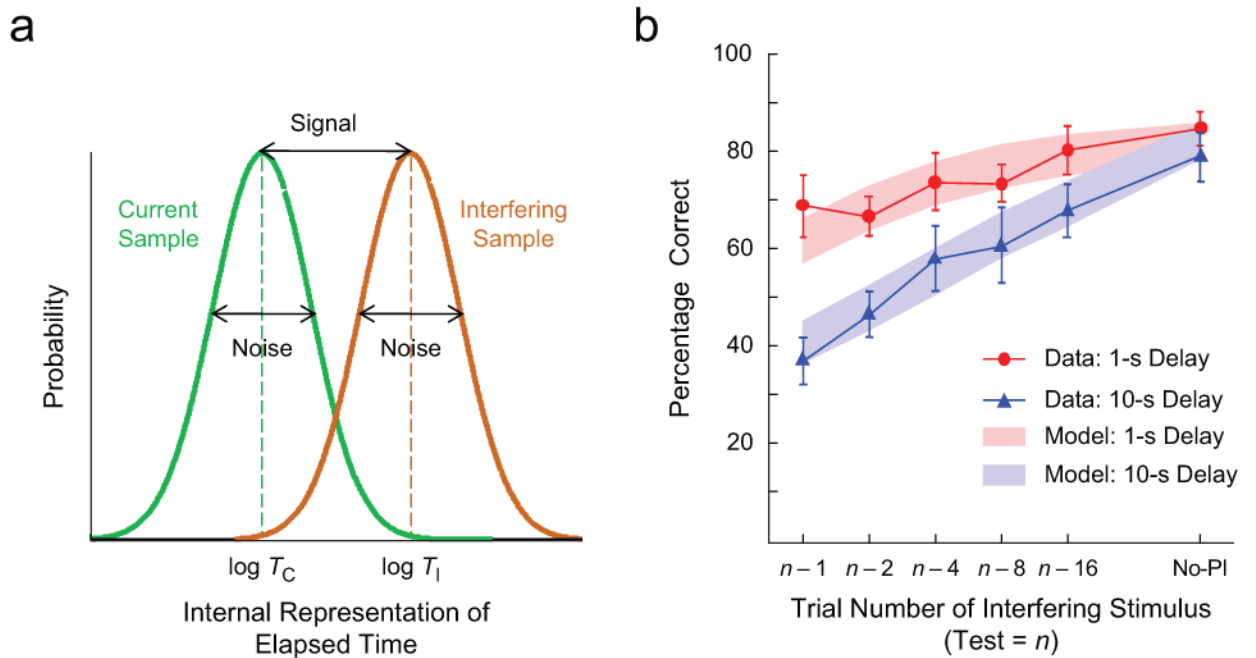 a
Signal
Current
Sample
Interfering
Sample
Noise
Noise
Probability
log T_C
log T_I
Internal Representation of
Elapsed Time
b
100
80
60
40
20
Percentage Correct
Data: 1-s Delay
Data: 10-s Delay
Model: 1-s Delay
Model: 10-s Delay
n – 1
n – 2
n – 4
n – 8
n – 16
No-PI
Trial Number of Interfering Stimulus
(Test = n)